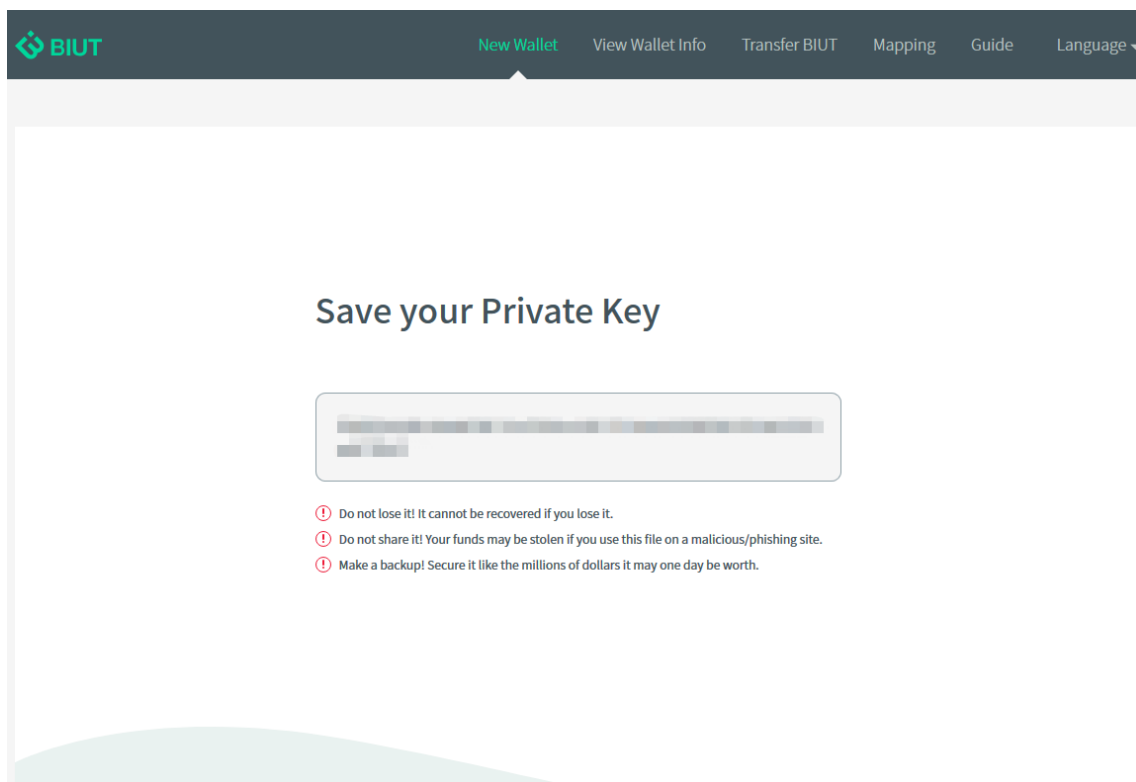 BIUT
New Wallet View Wallet Info Transfer BIUT Mapping Guide Language
Save your Private Key
Do not lose it! It cannot be recovered if you lose it.
Do not share it! Your funds may be stolen if you use this file on a malicious/phishing site.
Make a backup! Secure it like the millions of dollars it may one day be worth.